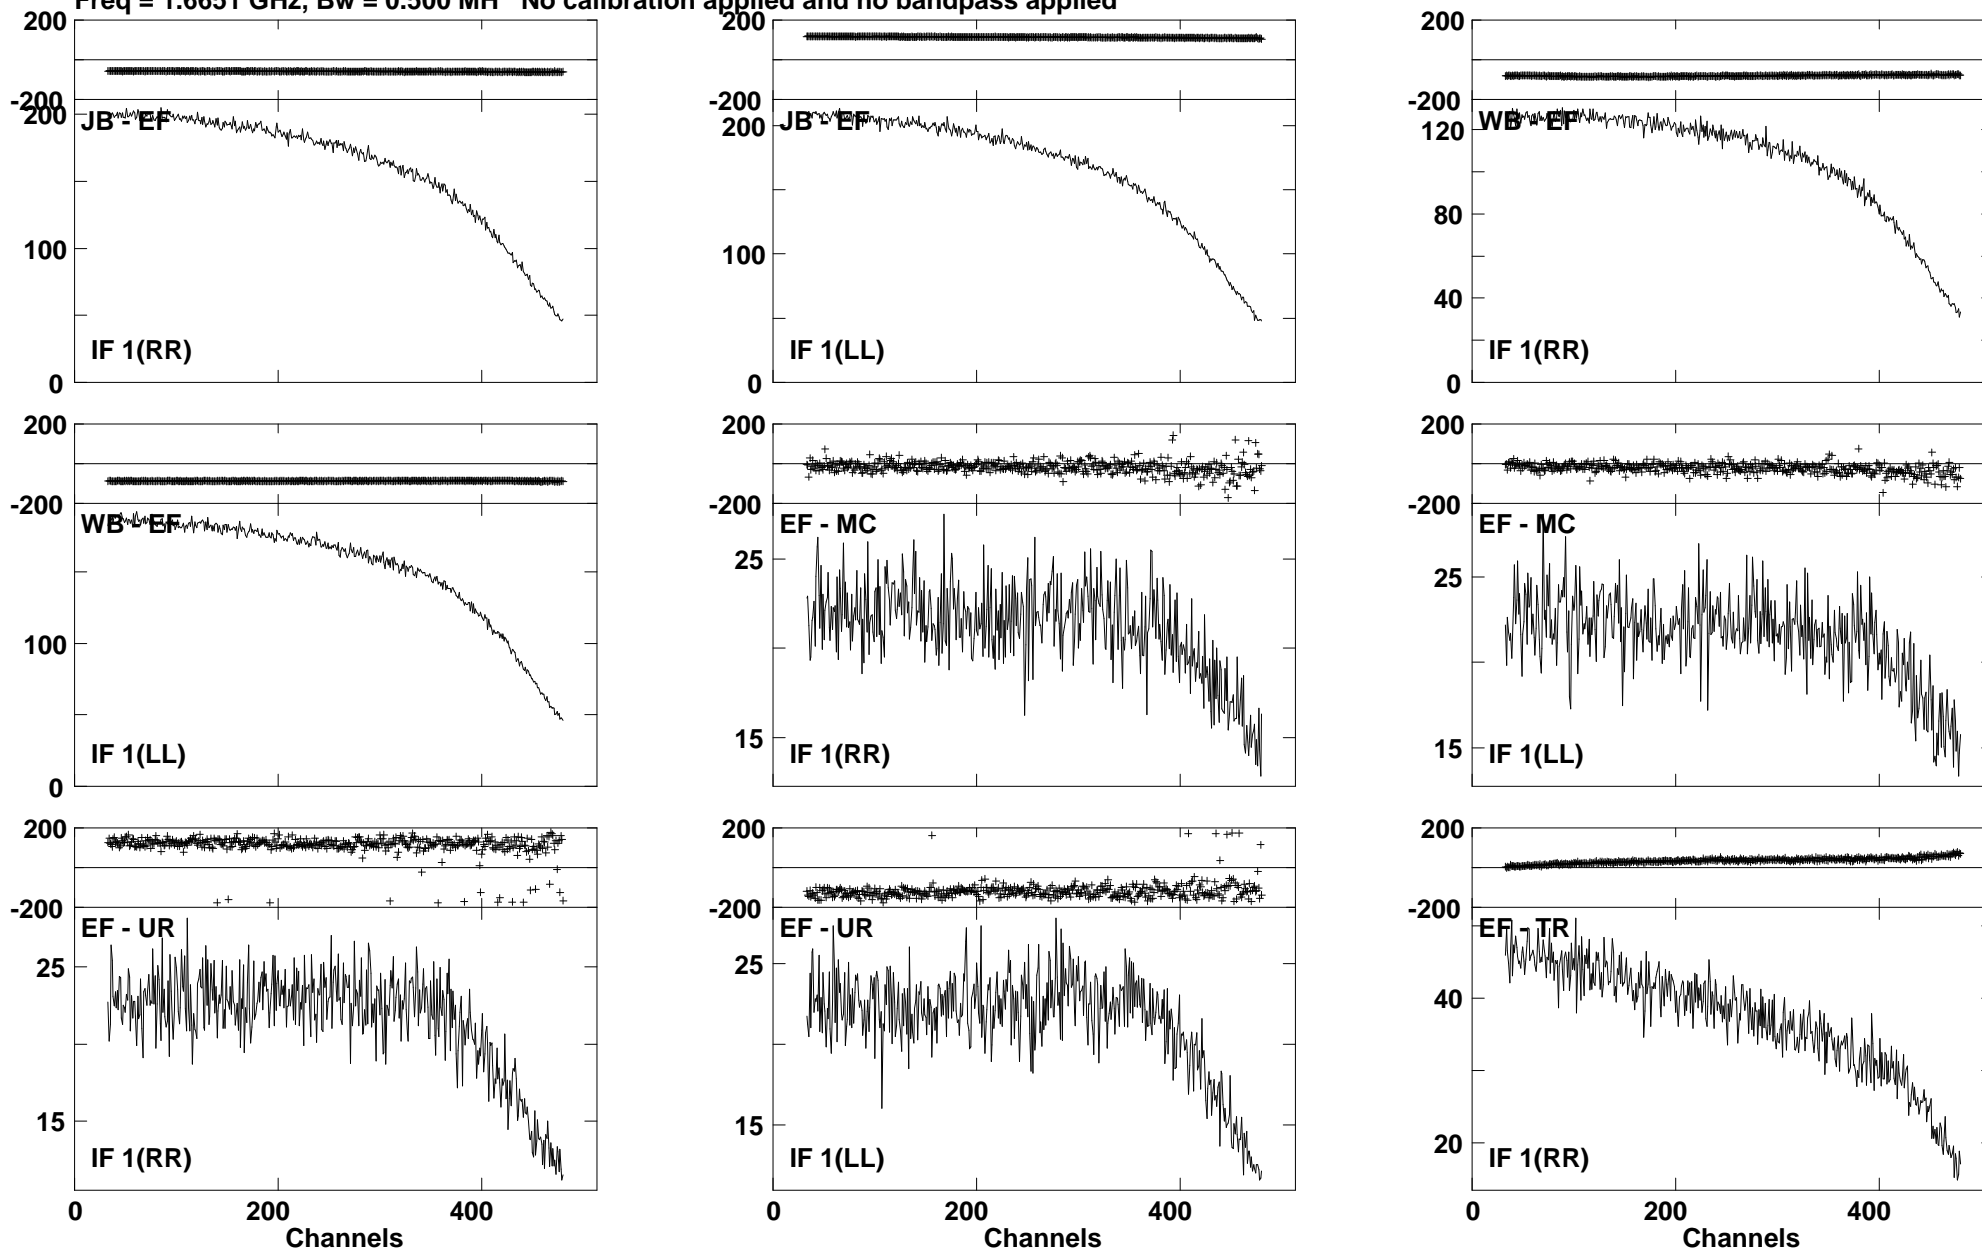 Freq = 1.6651 GHz, Bw = 0.500 MH No calibration applied and no bandpass applied
200
-200
200
100
0
JB - EF
IF 1(RR)
200
-200
200
100
0
JB - EF
IF 1(LL)
200
-200
120
80
40
0
WB - EF
IF 1(RR)
200
-200
100
0
WB - EF
IF 1(LL)
200
-200
25
15
EF - MC
IF 1(RR)
200
-200
25
15
EF - MC
IF 1(LL)
200
-200
25
15
EF - UR
IF 1(RR)
0 200 400
Channels
200
-200
25
15
EF - UR
IF 1(LL)
0 200 400
Channels
200
-200
40
20
EF - TR
IF 1(RR)
0 200 400
Channels